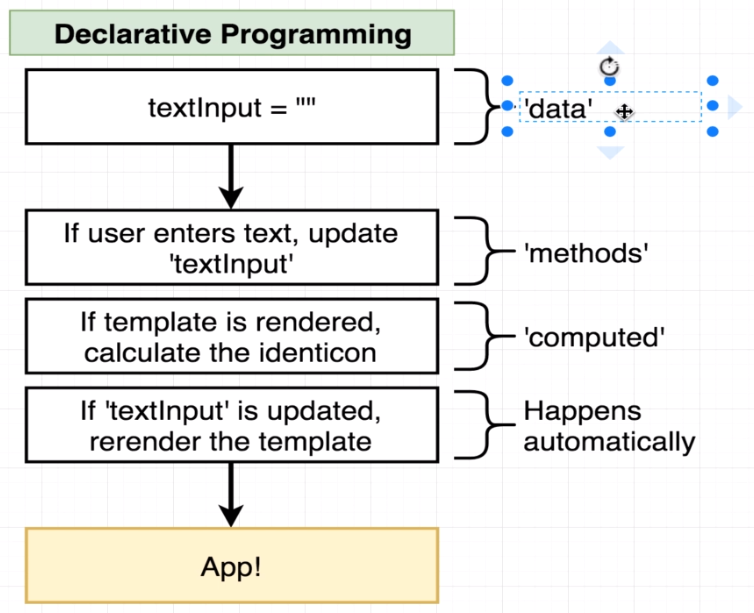 Declarative Programming
textInput = ""
'data'
If user enters text, update
'textInput'
'methods'
If template is rendered,
calculate the identicon
'computed'
If 'textInput' is updated,
rerender the template
Happens
automatically
App!